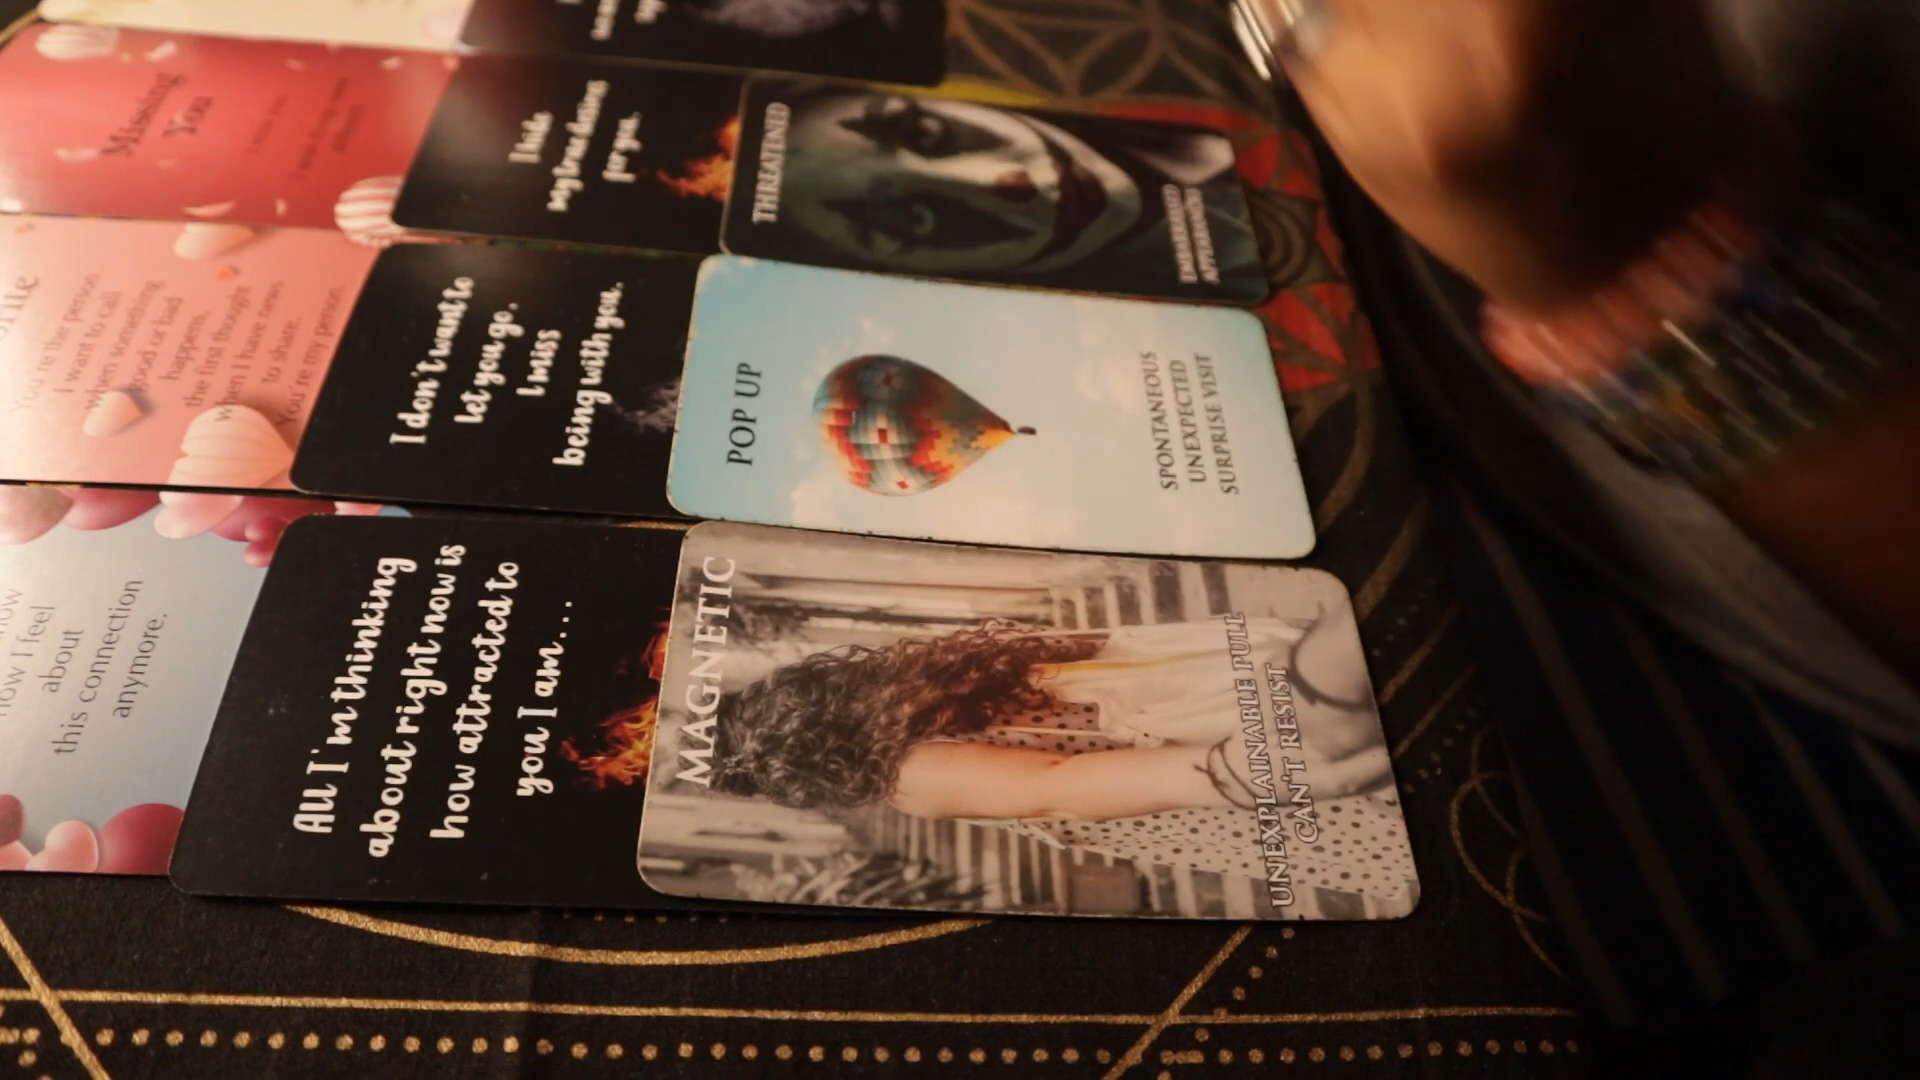 Missing
You
I hide
my true desires
for you.
THREATENED
APPEARANCES
You're the person
I want to call
when something
good or bad
happens,
the first thought
when I have news
to share.
You're my person.
I don't want to
let you go.
I miss
being with you.
POP UP
SPONTANEOUS
UNEXPECTED
SURPRISE VISIT
how I feel
about
this connection
anymore.
All I'm thinking
about right now is
how attracted to
you I am...
MAGNETIC
UNEXPLAINABLE PULL
CAN'T RESIST